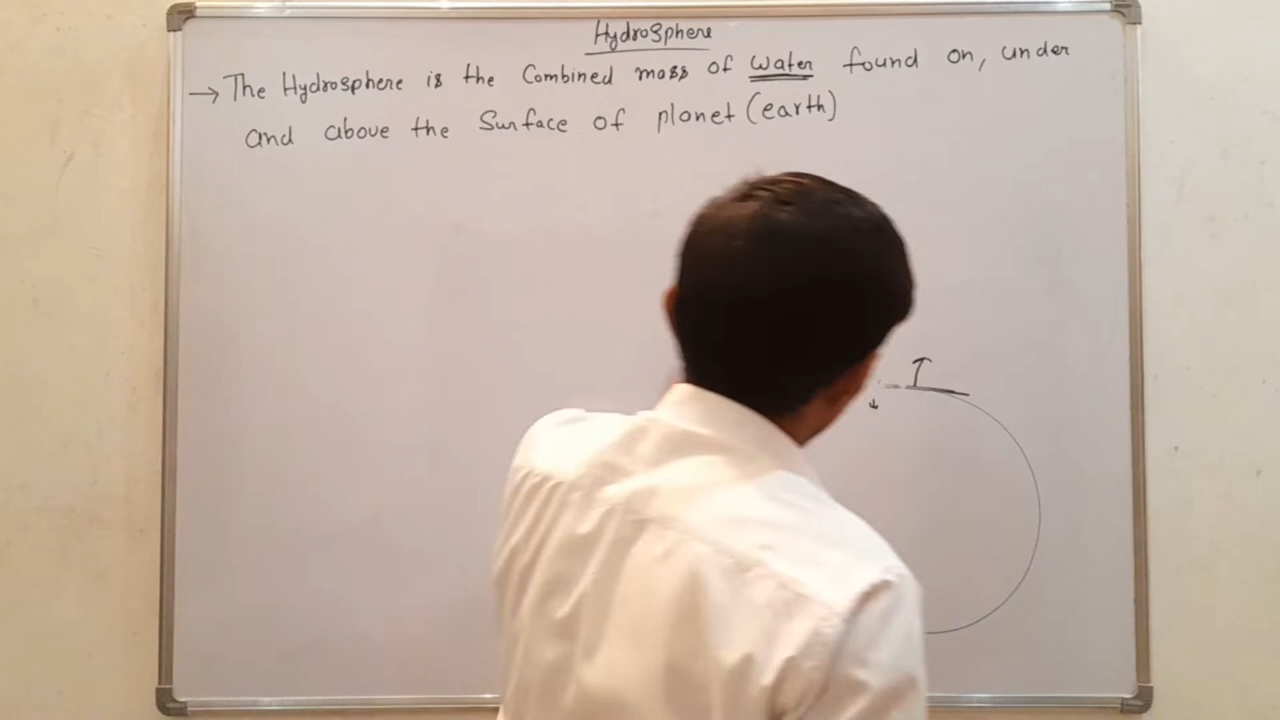 Hydrosphere
→ The Hydrosphere is the Combined mass of water found on, under
and above the Surface of planet (earth)